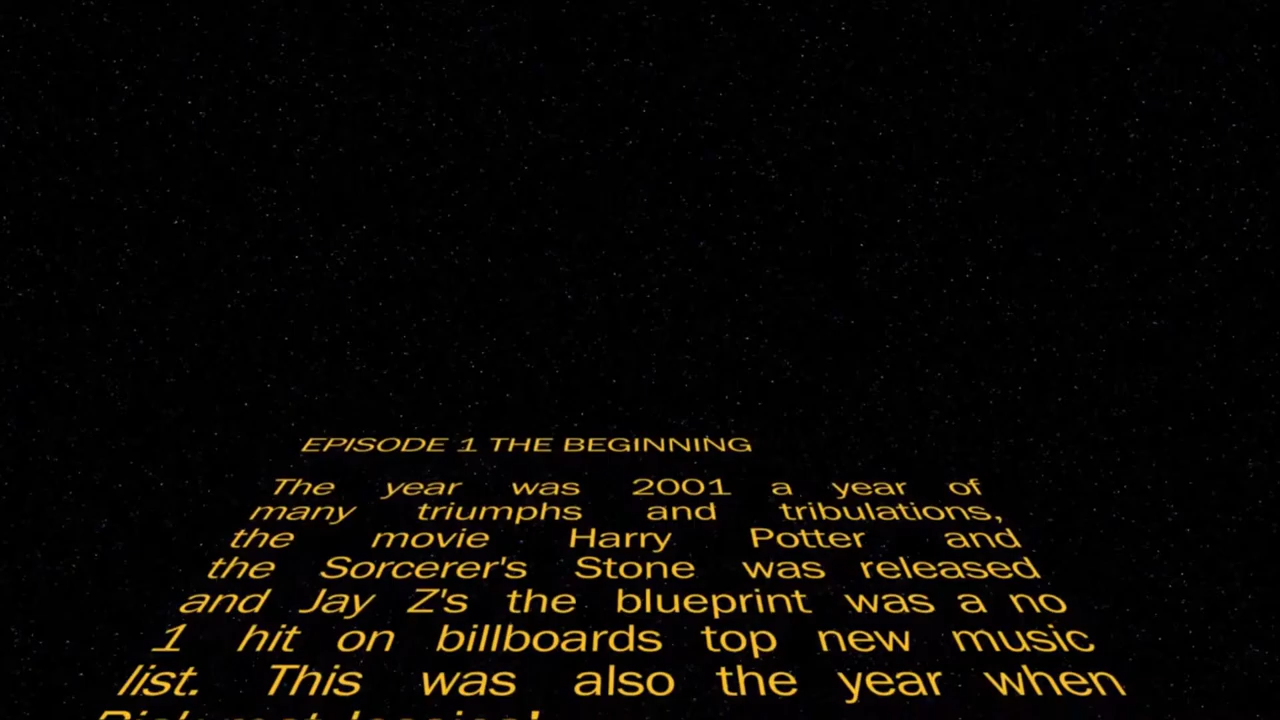 EPISODE 1 THE BEGINNING
The year was 2001 a year of
many triumphs and tribulations,
the movie Harry Potter and
the Sorcerer's Stone was released
and Jay Z's the blueprint was a no
1 hit on billboards top new music
list. This was also the year when